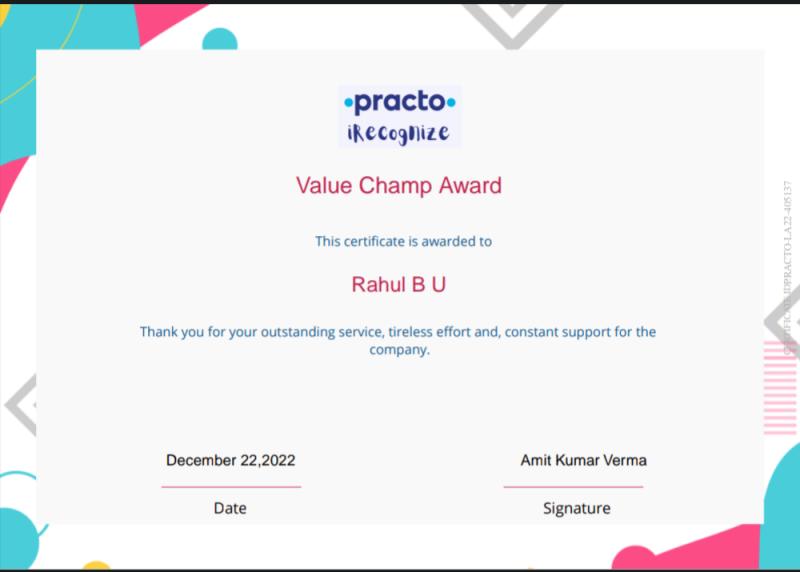 practo
iRecognize
Value Champ Award
This certificate is awarded to
Rahul B U
Thank you for your outstanding service, tireless effort and, constant support for the
company.
December 22,2022
Amit Kumar Verma
Date
Signature
CERTIFICATE ID:PRACTO-LA22-405137